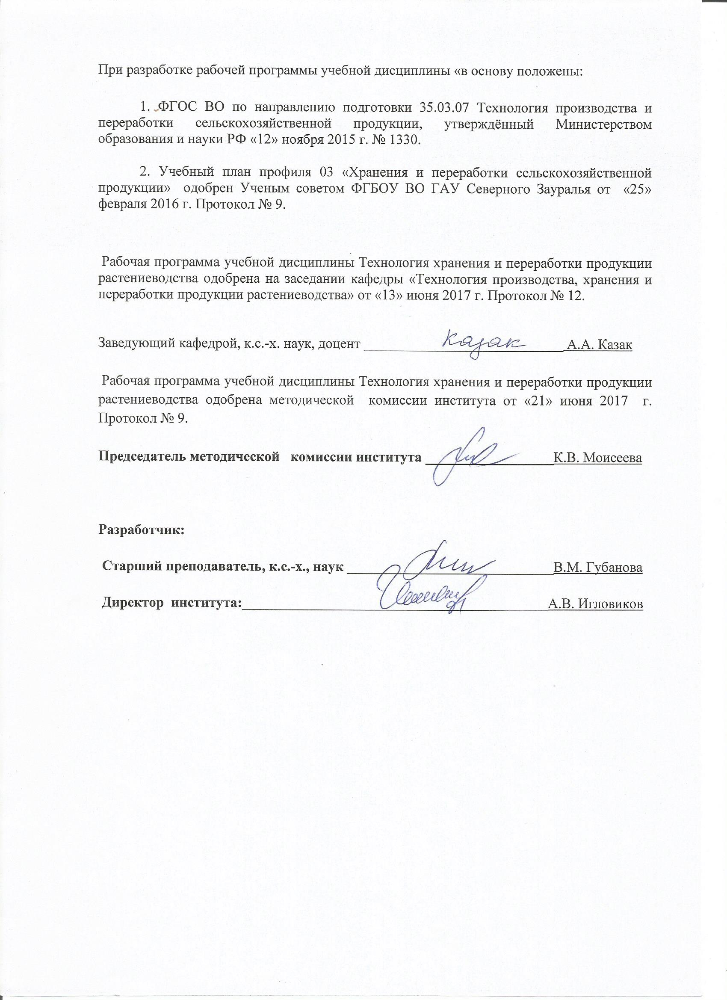 При разработке рабочей программы учебной дисциплины «в основу положены:
1. ФГОС ВО по направлению подготовки 35.03.07 Технология производства и
переработки сельскохозяйственной продукции, утверждённый Министерством
образования и науки РФ «12» ноября 2015 г. № 1330.
2. Учебный план профиля 03 «Хранения и переработки сельскохозяйственной
продукции» одобрен Ученым советом ФГБОУ ВО ГАУ Северного Зауралья от «25»
февраля 2016 г. Протокол № 9.
Рабочая программа учебной дисциплины Технология хранения и переработки продукции
растениеводства одобрена на заседании кафедры «Технология производства, хранения и
переработки продукции растениеводства» от «13» июня 2017 г. Протокол № 12.
Заведующий кафедрой, к.с.-х. наук, доцент Казак А.А. Казак
Рабочая программа учебной дисциплины Технология хранения и переработки продукции
растениеводства одобрена методической комиссии института от «21» июня 2017 г.
Протокол № 9.
Председатель методической комиссии института К.В. Моисеева
Разработчик:
Старший преподаватель, к.с.-х., наук В.М. Губанова
Директор института: А.В. Игловиков